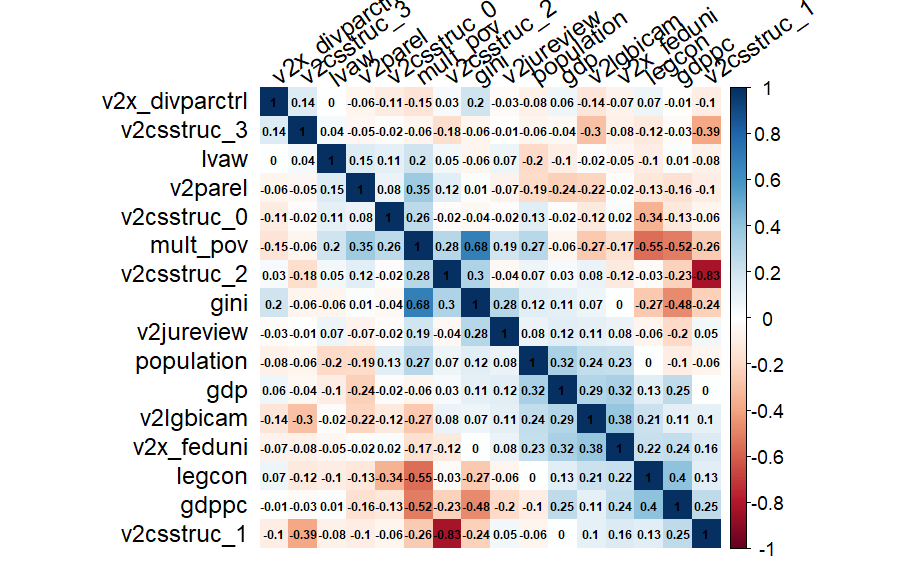 v2x_divparctrl v2csstruc_3 lvaw v2parel v2csstruc_0 mult_pov v2csstruc_2 gini v2jureview population gdp v2lgbicam v2x_feduni legcon gdppc v2csstruc_1
v2x_divparctrl 1 0.14 0 -0.06 -0.11 -0.15 0.03 0.2 -0.03 -0.08 0.06 -0.14 -0.07 0.07 -0.01 -0.1 1
v2csstruc_3 0.14 1 0.04 -0.05 -0.02 -0.06 -0.18 -0.06 -0.01 -0.06 -0.04 -0.3 -0.08 -0.12 -0.03 -0.39 0.8
lvaw 0 0.04 1 0.15 0.11 0.2 0.05 -0.06 0.07 -0.2 -0.1 -0.02 -0.05 -0.1 0.01 -0.08
v2parel -0.06 -0.05 0.15 1 0.08 0.35 0.12 0.01 -0.07 -0.19 -0.24 -0.22 -0.02 -0.13 -0.16 -0.1 0.6
v2csstruc_0 -0.11 -0.02 0.11 0.08 1 0.26 -0.02 -0.04 -0.02 0.13 -0.02 -0.12 0.02 -0.34 -0.13 -0.06 0.4
mult_pov -0.15 -0.06 0.2 0.35 0.26 1 0.28 0.68 0.19 0.27 -0.06 -0.27 -0.17 -0.55 -0.52 -0.26
v2csstruc_2 0.03 -0.18 0.05 0.12 -0.02 0.28 1 0.3 -0.04 0.07 0.03 0.08 -0.12 -0.03 -0.23 -0.83 0.2
gini 0.2 -0.06 -0.06 0.01 -0.04 0.68 0.3 1 0.28 0.12 0.11 0.07 0 -0.27 -0.48 -0.24
v2jureview -0.03 -0.01 0.07 -0.07 -0.02 0.19 -0.04 0.28 1 0.08 0.12 0.11 0.08 -0.06 -0.2 0.05 0
population -0.08 -0.06 -0.2 -0.19 0.13 0.27 0.07 0.12 0.08 1 0.32 0.24 0.23 0 -0.1 -0.06 -0.2
gdp 0.06 -0.04 -0.1 -0.24 -0.02 -0.06 0.03 0.11 0.12 0.32 1 0.29 0.32 0.13 0.25 0
v2lgbicam -0.14 -0.3 -0.02 -0.22 -0.12 -0.27 0.08 0.07 0.11 0.24 0.29 1 0.38 0.21 0.11 0.1 -0.4
v2x_feduni -0.07 -0.08 -0.05 -0.02 0.02 -0.17 -0.12 0 0.08 0.23 0.32 0.38 1 0.22 0.24 0.16 -0.6
legcon 0.07 -0.12 -0.1 -0.13 -0.34 -0.55 -0.03 -0.27 -0.06 0 0.13 0.21 0.22 1 0.4 0.13
gdppc -0.01 -0.03 0.01 -0.16 -0.13 -0.52 -0.23 -0.48 -0.2 -0.1 0.25 0.11 0.24 0.4 1 0.25 -0.8
v2csstruc_1 -0.1 -0.39 -0.08 -0.1 -0.06 -0.26 -0.83 -0.24 0.05 -0.06 0 0.1 0.16 0.13 0.25 1 -1